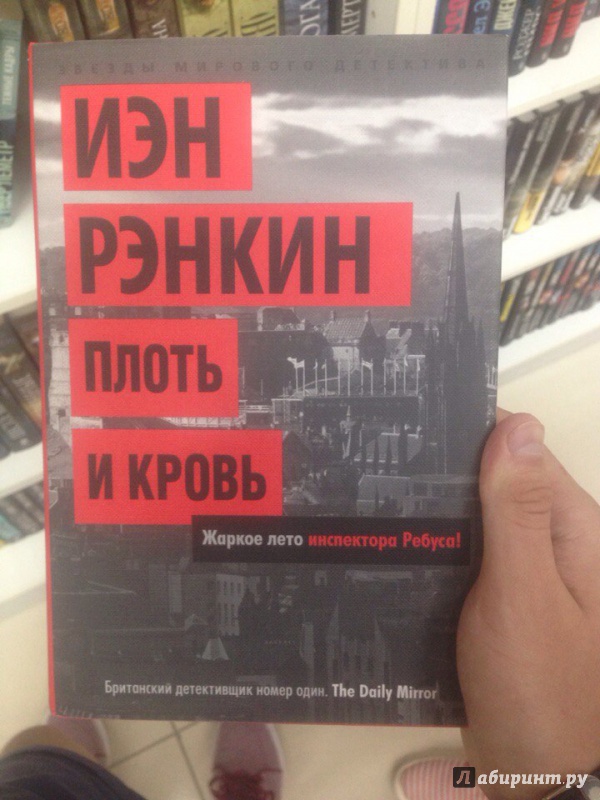 ЗВЕЗДЫ МИРОВОГО ДЕТЕКТИВА
ИЭН
РЭНКИН
ПЛОТЬ
И КРОВЬ
Жаркое лето инспектора Ребуса!
Британский детективщик номер один. The Daily Mirror
Лабиринт.ру